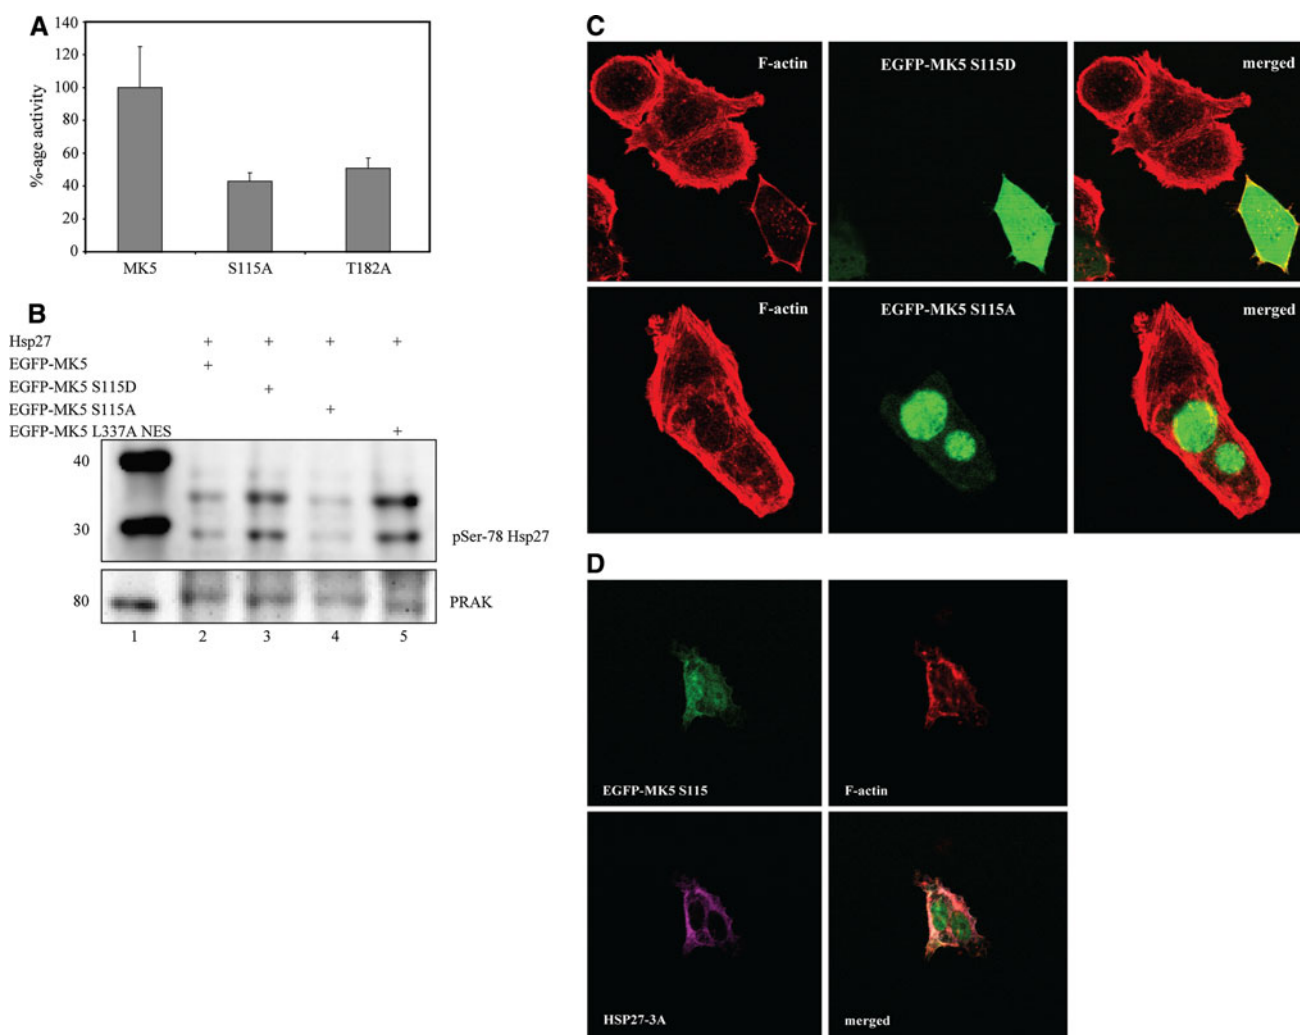 A
140
120
100
80
60
40
20
0
%-age activity
MK5 S115A T182A
B
Hsp27 + + + +
EGFP-MK5 +
EGFP-MK5 S115D +
EGFP-MK5 S115A +
EGFP-MK5 L337A NES +
40
30
pSer-78 Hsp27
80
PRAK
1 2 3 4 5
C
F-actin EGFP-MK5 S115D merged
F-actin EGFP-MK5 S115A merged
D
EGFP-MK5 S115 F-actin
HSP27-3A merged